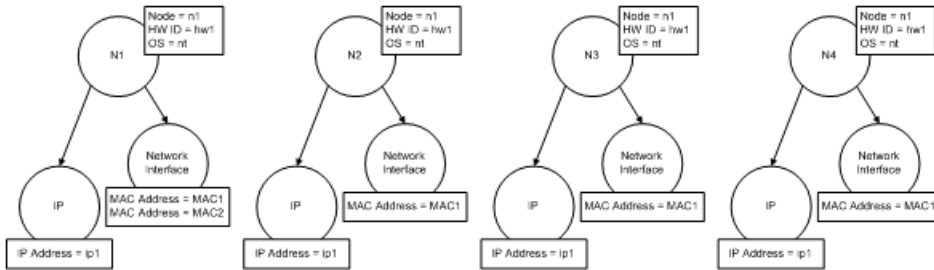 Node = n1
HW ID = hw1
OS = nt
N1
Network
Interface
MAC Address = MAC1
MAC Address = MAC2
IP
IP Address = ip1
Node = n1
HW ID = hw1
OS = nt
N2
Network
Interface
MAC Address = MAC1
IP
IP Address = ip1
Node = n1
HW ID = hw1
OS = nt
N3
Network
Interface
MAC Address = MAC1
IP
IP Address = ip1
Node = n1
HW ID = hw1
OS = nt
N4
Network
Interface
MAC Address = MAC1
IP
IP Address = ip1